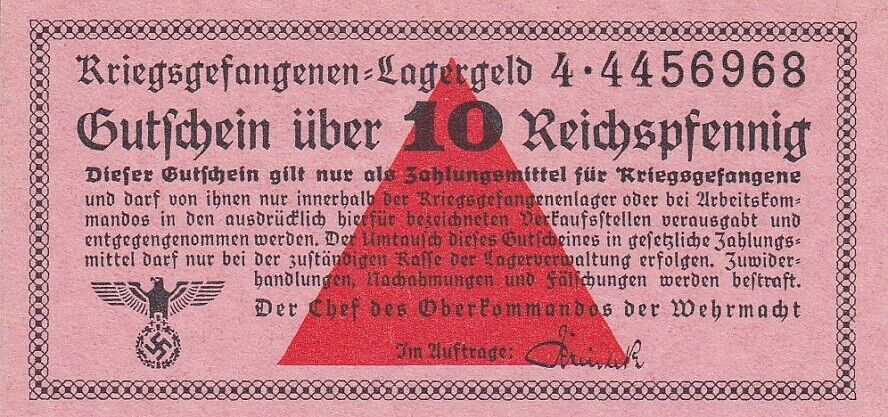 Kriegsgefangenen-Lagergeld 4·4456968
Gutschein über 10 Reichspfennig
Dieser Gutschein gilt nur als Zahlungsmittel für Kriegsgefangene
und darf von ihnen nur innerhalb der Kriegsgefangenenlager oder bei Arbeitskom-
mandos in den ausdrücklich hierfür bezeichneten Verkaufsstellen verausgabt und
entgegengenommen werden. Der Umtausch dieses Gutscheines in gesetzliche Zahlungs-
mittel darf nur bei der zuständigen Kasse der Lagerverwaltung erfolgen. Zuwider-
handlungen, Nachahmungen und Fälschungen werden bestraft.
Der Chef des Oberkommandos der Wehrmacht
Im Auftrage: